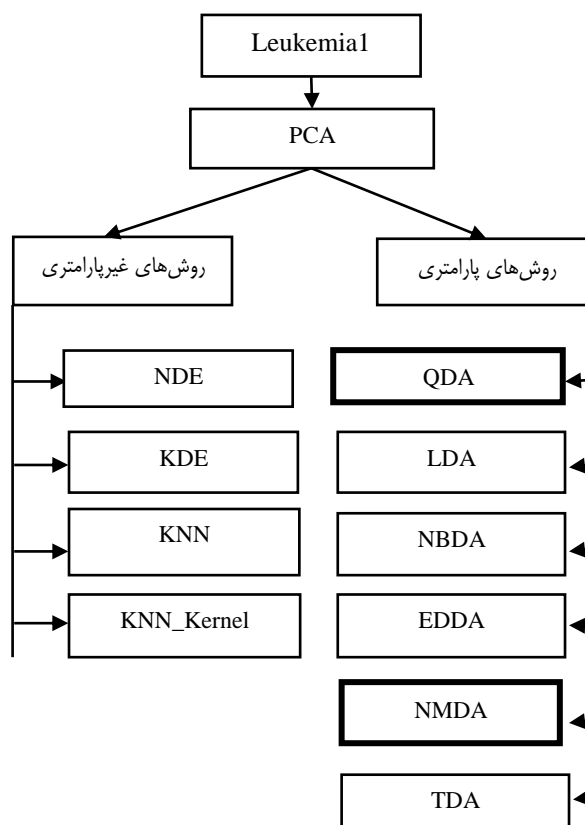 Leukemia1
PCA
روش‌های غیرپارامتری
روش‌های پارامتری
NDE
QDA
KDE
LDA
KNN
NBDA
KNN_Kernel
EDDA
NMDA
TDA